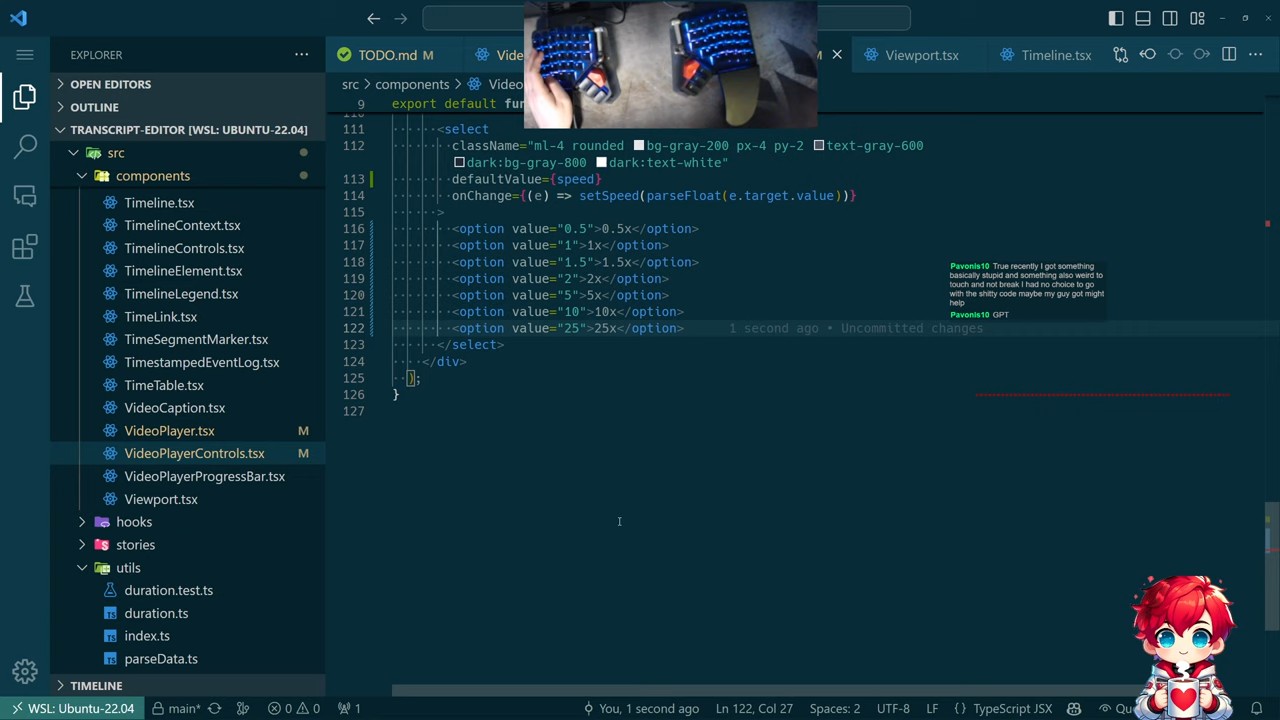 TODO.md M
Vide
Viewport.tsx
Timeline.tsx
EXPLORER
OPEN EDITORS
OUTLINE
TRANSCRIPT-EDITOR [WSL: UBUNTU-22.04]
src
components
Timeline.tsx
TimelineContext.tsx
TimelineControls.tsx
TimelineElement.tsx
TimelineLegend.tsx
TimeLink.tsx
TimeSegmentMarker.tsx
TimestampedEventLog.tsx
TimeTable.tsx
VideoCaption.tsx
VideoPlayer.tsx M
VideoPlayerControls.tsx M
VideoPlayerProgressBar.tsx
Viewport.tsx
hooks
stories
utils
duration.test.ts
duration.ts
index.ts
parseData.ts
TIMELINE
src > components > Video
9 export default fun
110
111 <select
112 className="ml-4 rounded bg-gray-200 px-4 py-2 text-gray-600
dark:bg-gray-800 dark:text-white"
113 defaultValue={speed}
114 onChange={(e) => setSpeed(parseFloat(e.target.value))}
115 >
116 <option value="0.5">0.5x</option>
117 <option value="1">1x</option>
118 <option value="1.5">1.5x</option>
119 <option value="2">2x</option>
120 <option value="5">5x</option>
121 <option value="10">10x</option>
122 <option value="25">25x</option> 1 second ago • Uncommitted changes
123 </select>
124 </div>
125 );
126 }
127
Pavonis10 True recently I got something
basically stupid and something also weird to
touch and not break I had no choice to go
with the shitty code maybe my guy got might
help
Pavonis10 GPT
WSL: Ubuntu-22.04 main* 0 0 1 You, 1 second ago Ln 122, Col 27 Spaces: 2 UTF-8 LF {} TypeScript JSX Qu